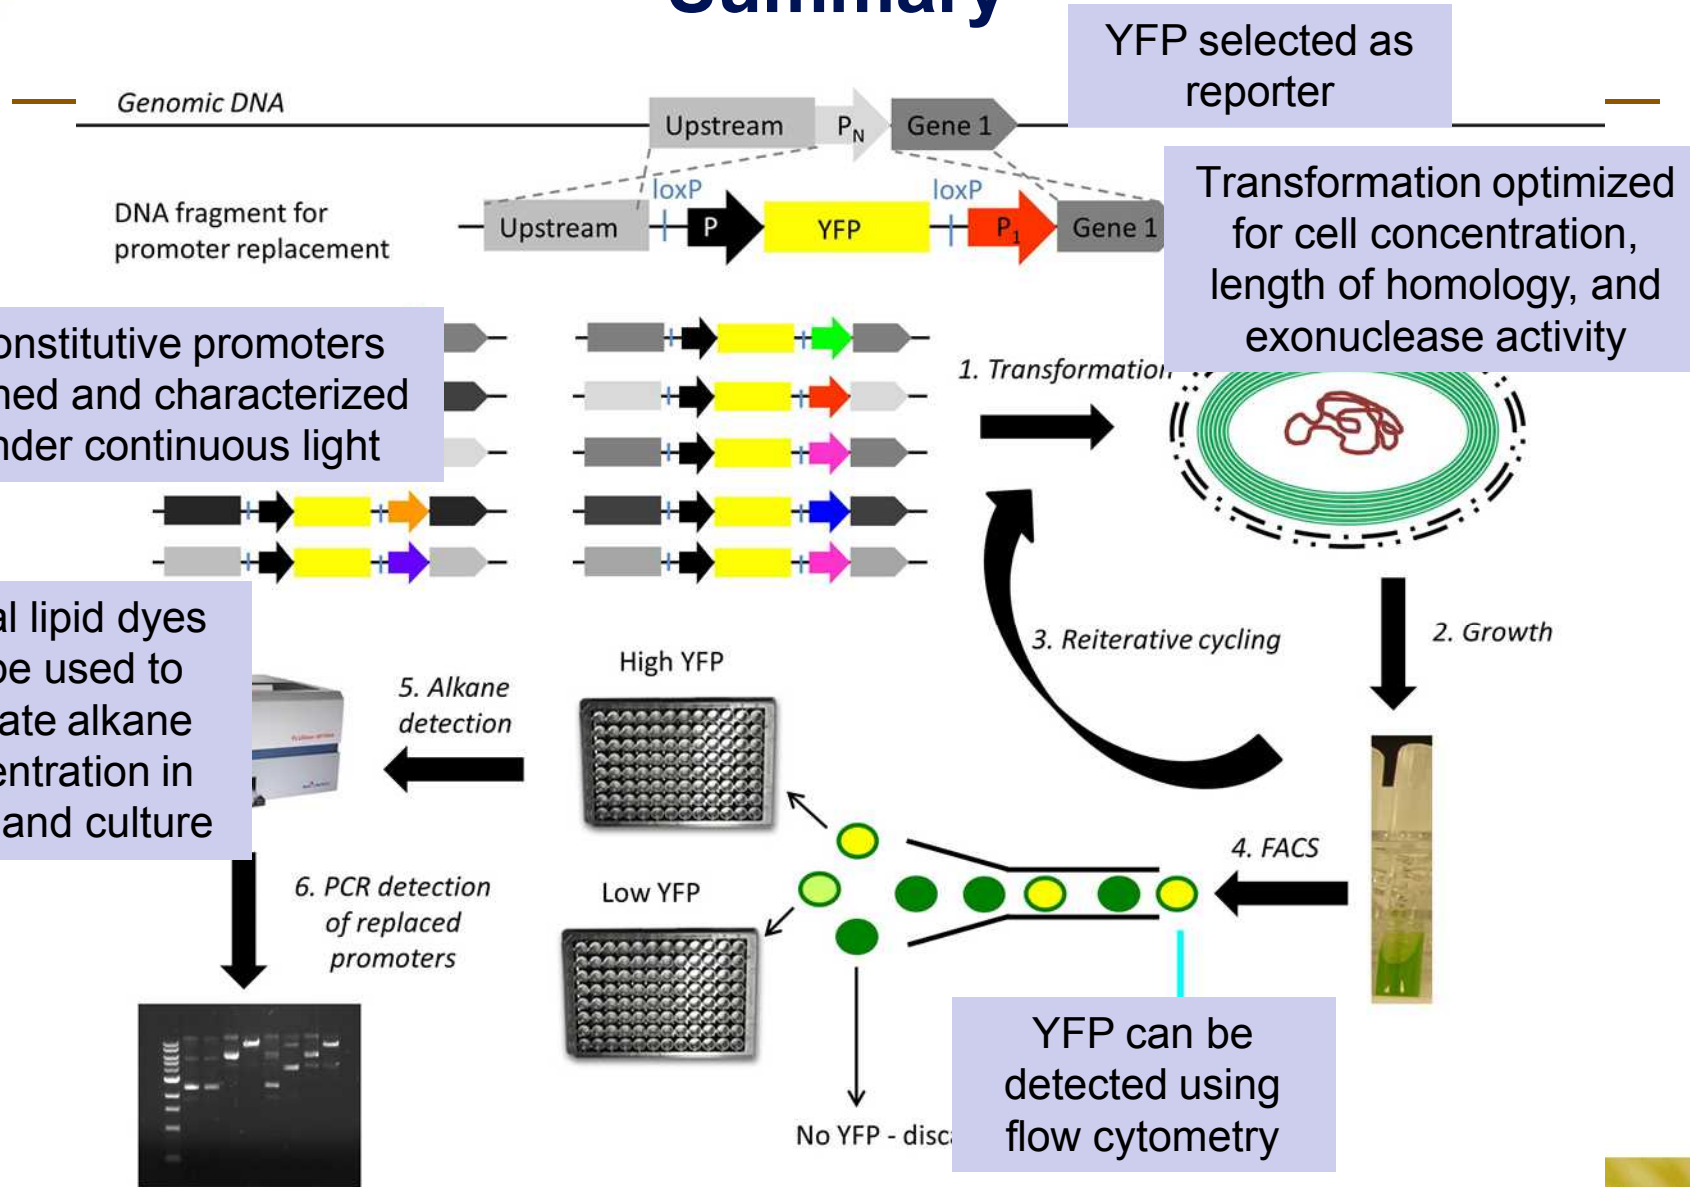 Summary
YFP selected as
reporter
Genomic DNA
Upstream
PN
Gene 1
Transformation optimized
for cell concentration,
length of homology, and
exonuclease activity
DNA fragment for
promoter replacement
loxP
loxP
Upstream
P
YFP
P1
Gene 1
onstitutive promoters
ned and characterized
nder continuous light
1. Transformation
al lipid dyes
be used to
ate alkane
entration in
and culture
2. Growth
3. Reiterative cycling
High YFP
5. Alkane
detection
4. FACS
Low YFP
6. PCR detection
of replaced
promoters
YFP can be
detected using
flow cytometry
No YFP - disc